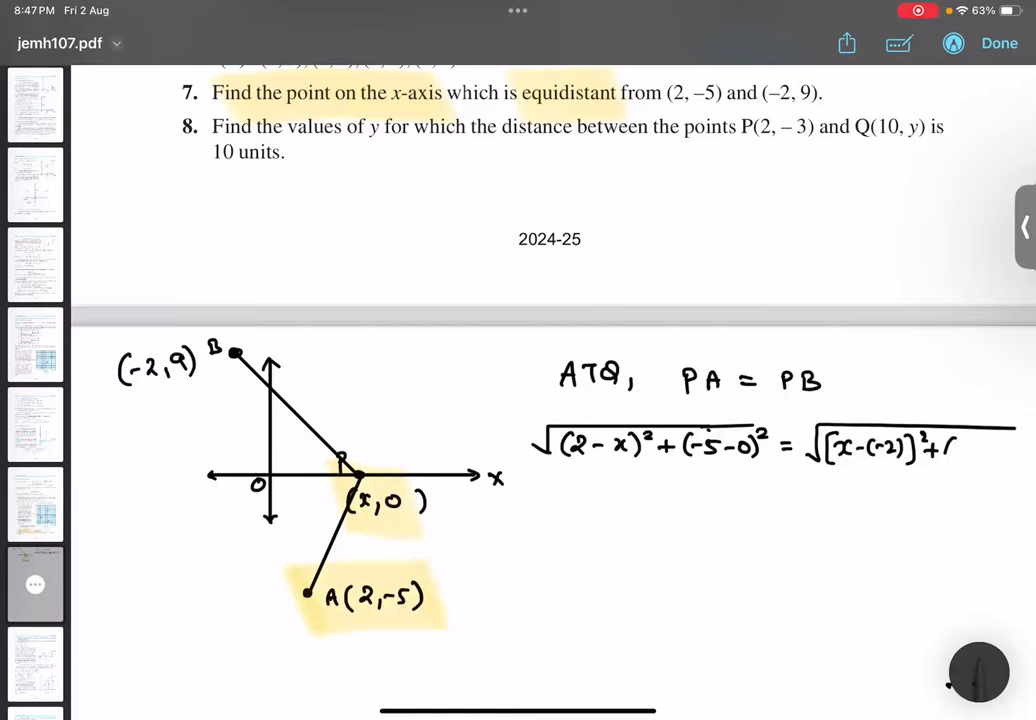 8:47 PM Fri 2 Aug
63%
jemh107.pdf
Done
7. Find the point on the x-axis which is equidistant from (2, –5) and (–2, 9).
8. Find the values of y for which the distance between the points P(2, – 3) and Q(10, y) is
10 units.
2024-25
(-2,9) B
ATQ, PA = PB
√(2-x)²+(-5-0)² = √[x-(-2)]²+(
P
O
x
(x,0)
A(2,-5)